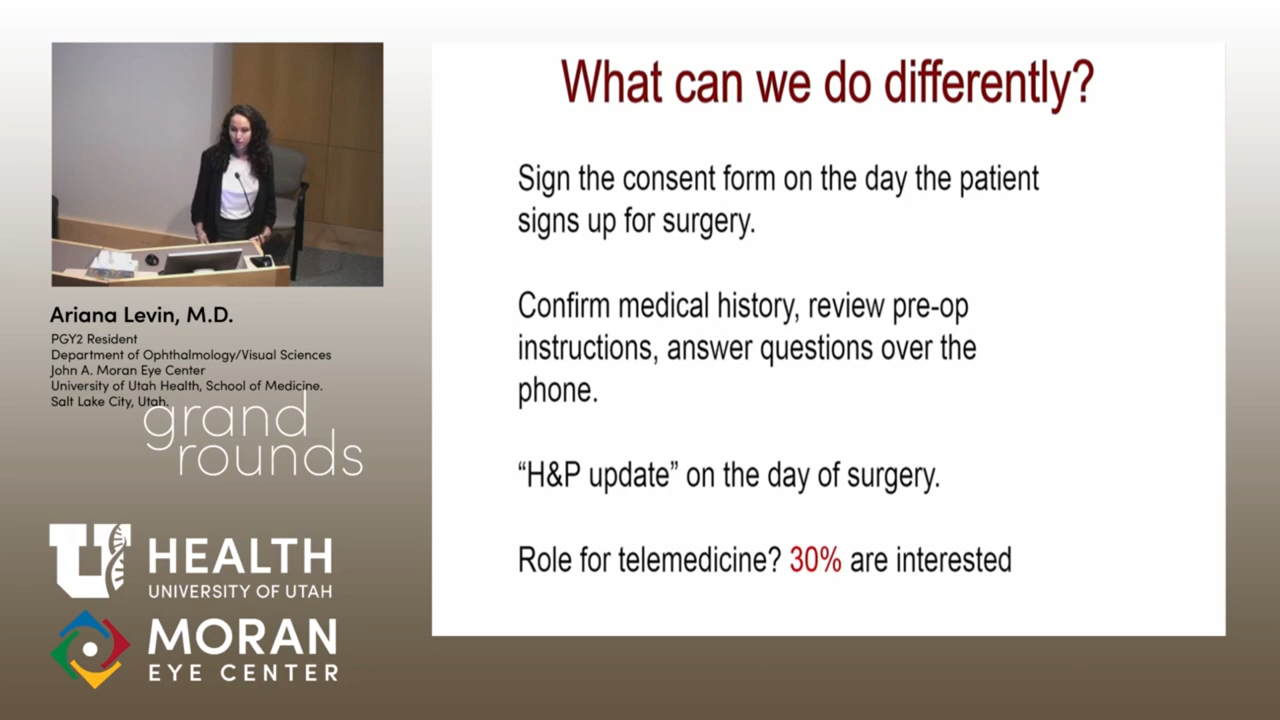 What can we do differently?
Sign the consent form on the day the patient
signs up for surgery.
Confirm medical history, review pre-op
instructions, answer questions over the
phone.
“H&P update” on the day of surgery.
Role for telemedicine? 30% are interested
Ariana Levin, M.D.
PGY2 Resident
Department of Ophthalmology/Visual Sciences
John A. Moran Eye Center
University of Utah Health, School of Medicine.
Salt Lake City, Utah.
grand
rounds
U HEALTH
UNIVERSITY OF UTAH
MORAN
EYE CENTER